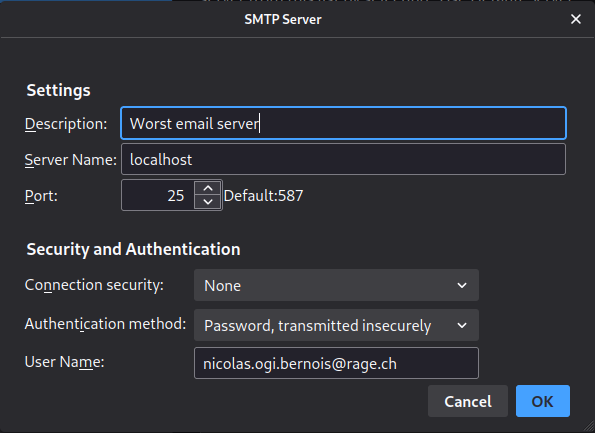 SMTP Server
Settings
Description: Worst email server
Server Name: localhost
Port: 25 Default:587
Security and Authentication
Connection security: None
Authentication method: Password, transmitted insecurely
User Name: nicolas.ogi.bernois@rage.ch
Cancel OK